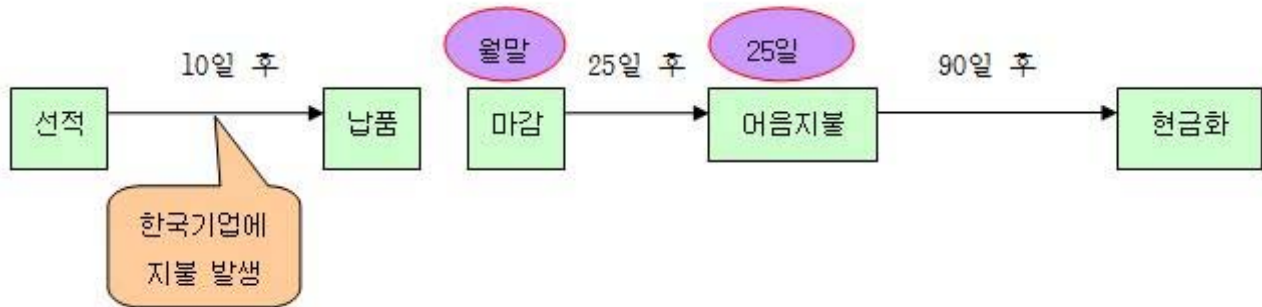 월말
25일
10일 후
25일 후
90일 후
선적
납품
마감
어음지불
현금화
한국기업에
지불 발생